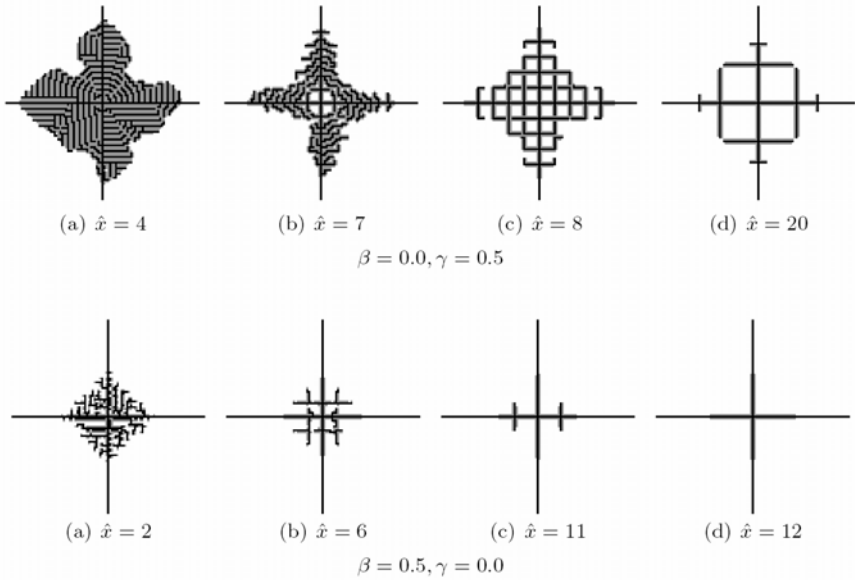 (a) x̂ = 4 (b) x̂ = 7 (c) x̂ = 8 (d) x̂ = 20
β = 0.0, γ = 0.5
(a) x̂ = 2 (b) x̂ = 6 (c) x̂ = 11 (d) x̂ = 12
β = 0.5, γ = 0.0